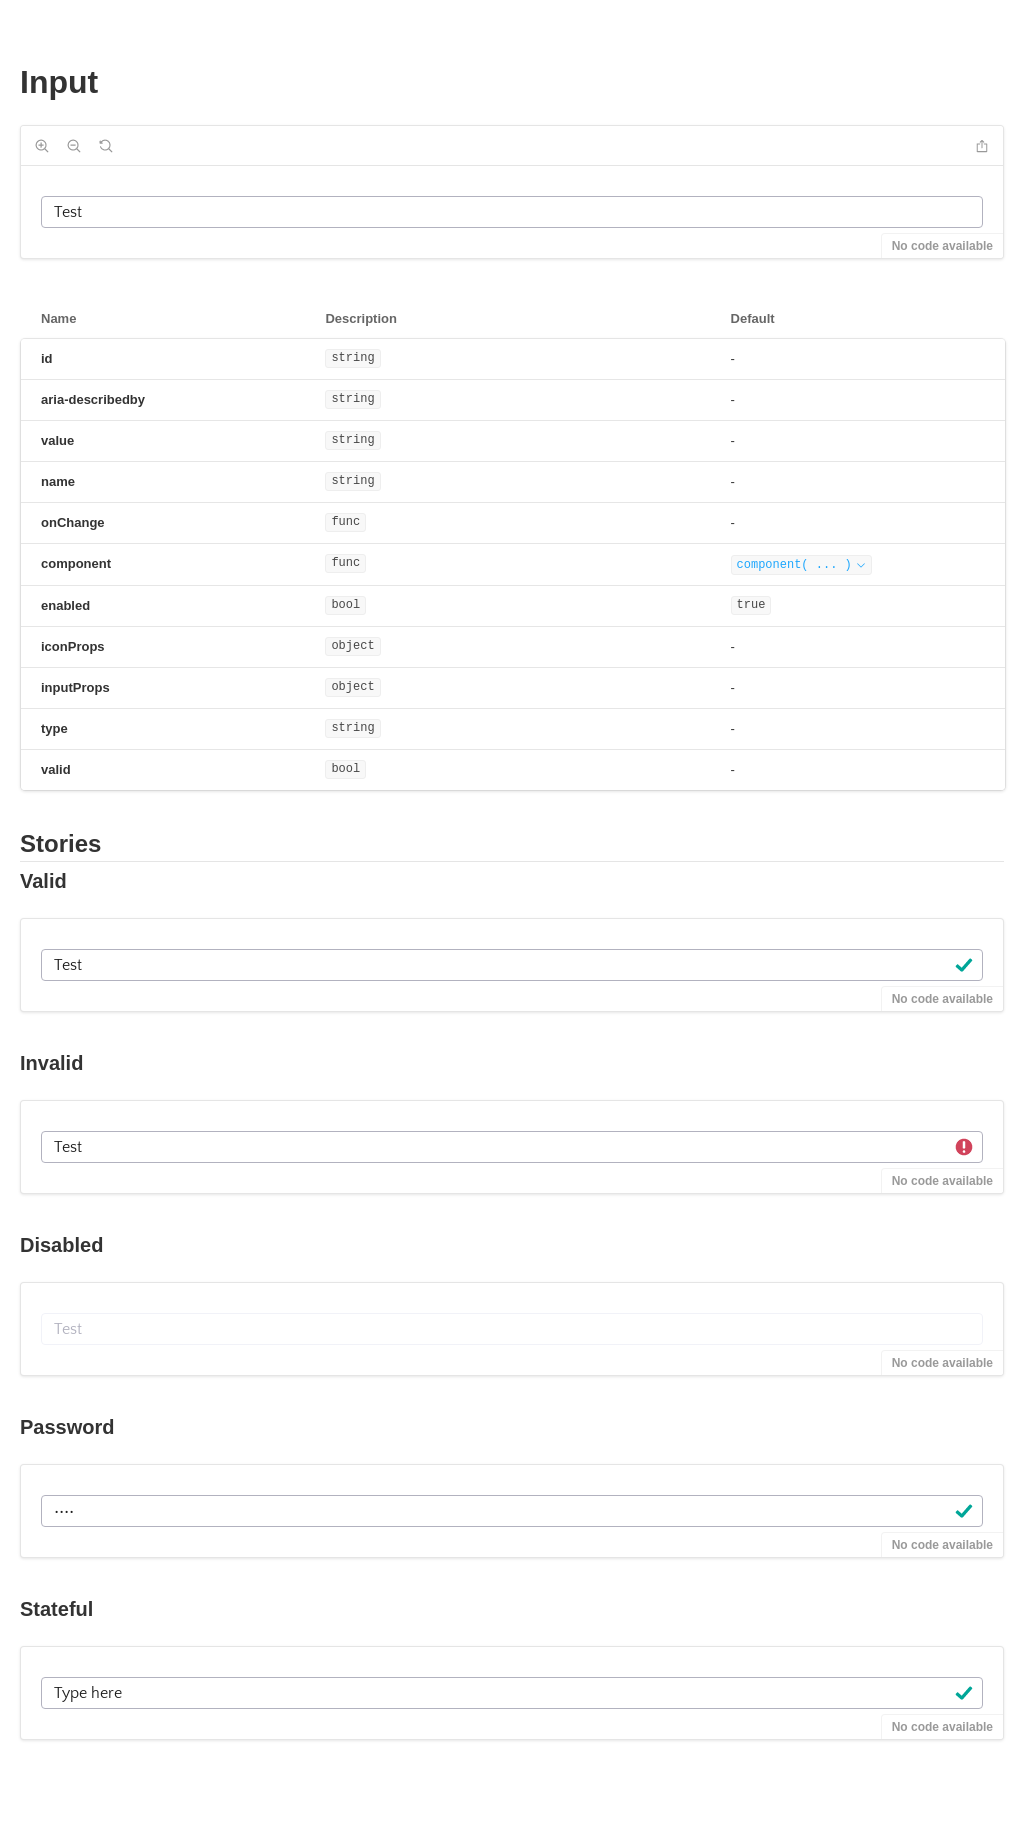 Input
Test
No code available
Name Description Default
id string -
aria-describedby string -
value string -
name string -
onChange func -
component func component( ... )
enabled bool true
iconProps object -
inputProps object -
type string -
valid bool -
Stories
Valid
Test
No code available
Invalid
Test
No code available
Disabled
Test
No code available
Password
····
No code available
Stateful
Type here
No code available